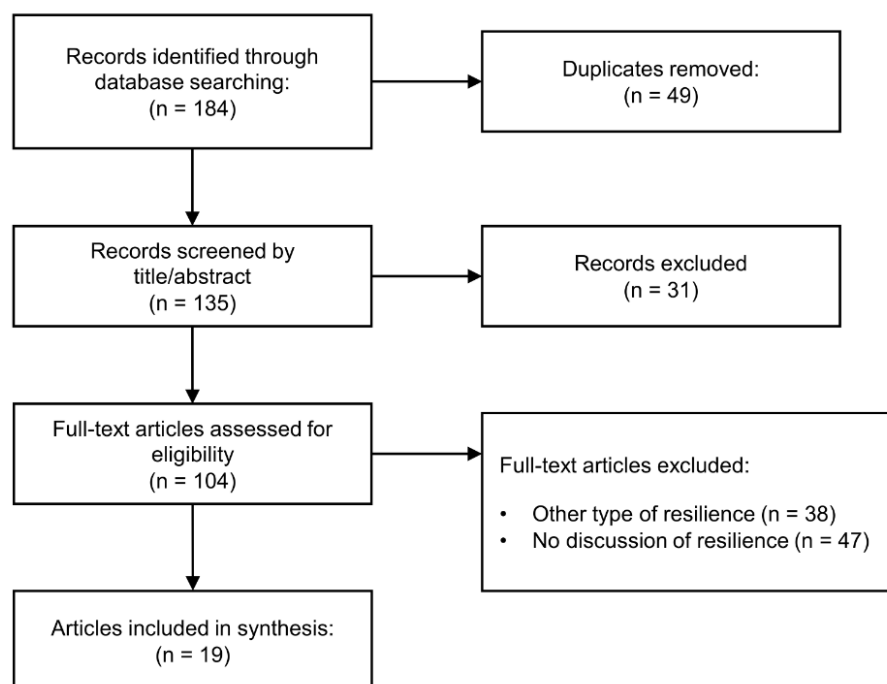 Records identified through
database searching:
(n = 184)
Duplicates removed:
(n = 49)
Records screened by
title/abstract
(n = 135)
Records excluded
(n = 31)
Full-text articles assessed for
eligibility
(n = 104)
Full-text articles excluded:
• Other type of resilience (n = 38)
• No discussion of resilience (n = 47)
Articles included in synthesis:
(n = 19)